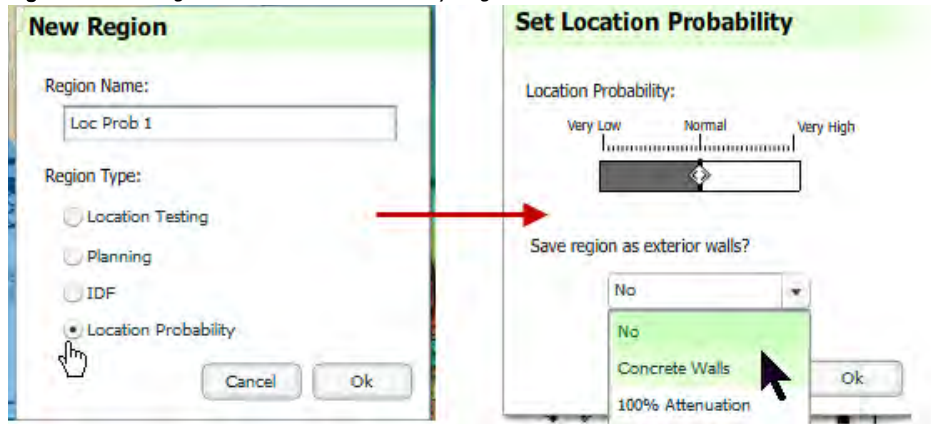 New Region
Region Name:
Loc Prob 1
Region Type:
Location Testing
Planning
IDF
Location Probability
Cancel
Ok
Set Location Probability
Location Probability:
Very Low Normal Very High
Save region as exterior walls?
No
No
Concrete Walls
100% Attenuation
Ok